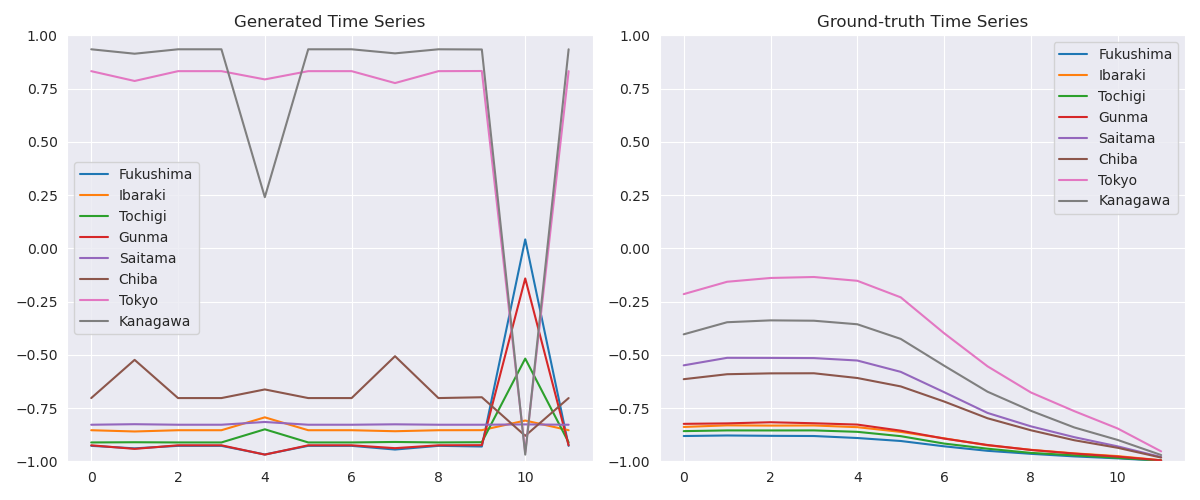 Generated Time Series
1.00
0.75
0.50
0.25
0.00
−0.25
−0.50
−0.75
−1.00
0
2
4
6
8
10
Fukushima
Ibaraki
Tochigi
Gunma
Saitama
Chiba
Tokyo
Kanagawa
Ground-truth Time Series
1.00
0.75
0.50
0.25
0.00
−0.25
−0.50
−0.75
−1.00
0
2
4
6
8
10
Fukushima
Ibaraki
Tochigi
Gunma
Saitama
Chiba
Tokyo
Kanagawa